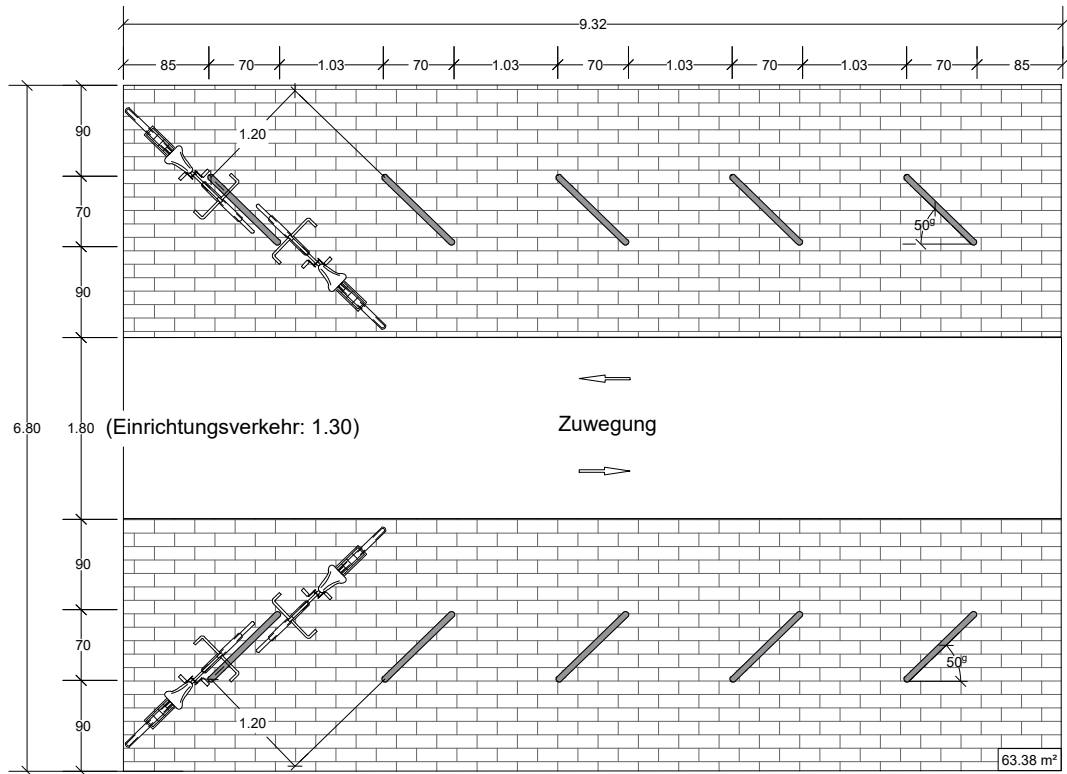 9.32
85 70 1.03 70 1.03 70 1.03 70 1.03 70 85
90
1.20
70
50g
90
6.80
1.80
(Einrichtungsverkehr: 1.30)
Zuwegung
90
70
50g
1.20
90
63.38 m²